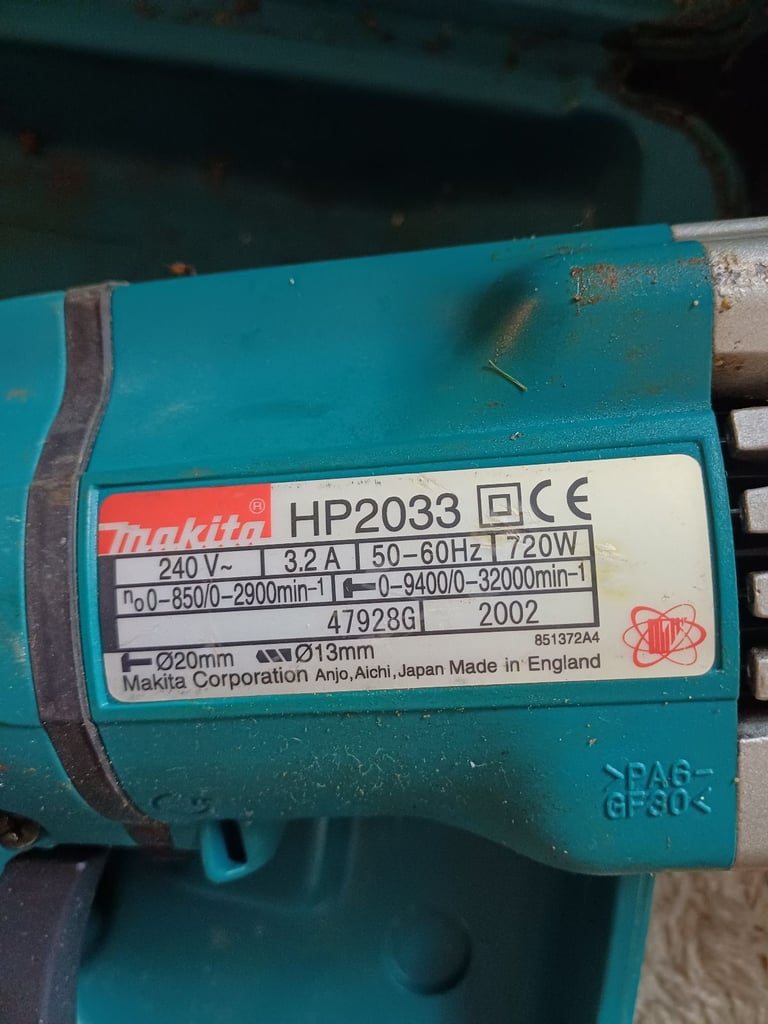 makita® HP2033 CE
240 V~ 3.2 A 50-60Hz 720W
n₀0-850/0-2900min-1 0-9400/0-32000min-1
47928G 2002
851372A4
Ø20mm Ø13mm
Makita Corporation Anjo, Aichi, Japan Made in England
>PA6-
GF30<